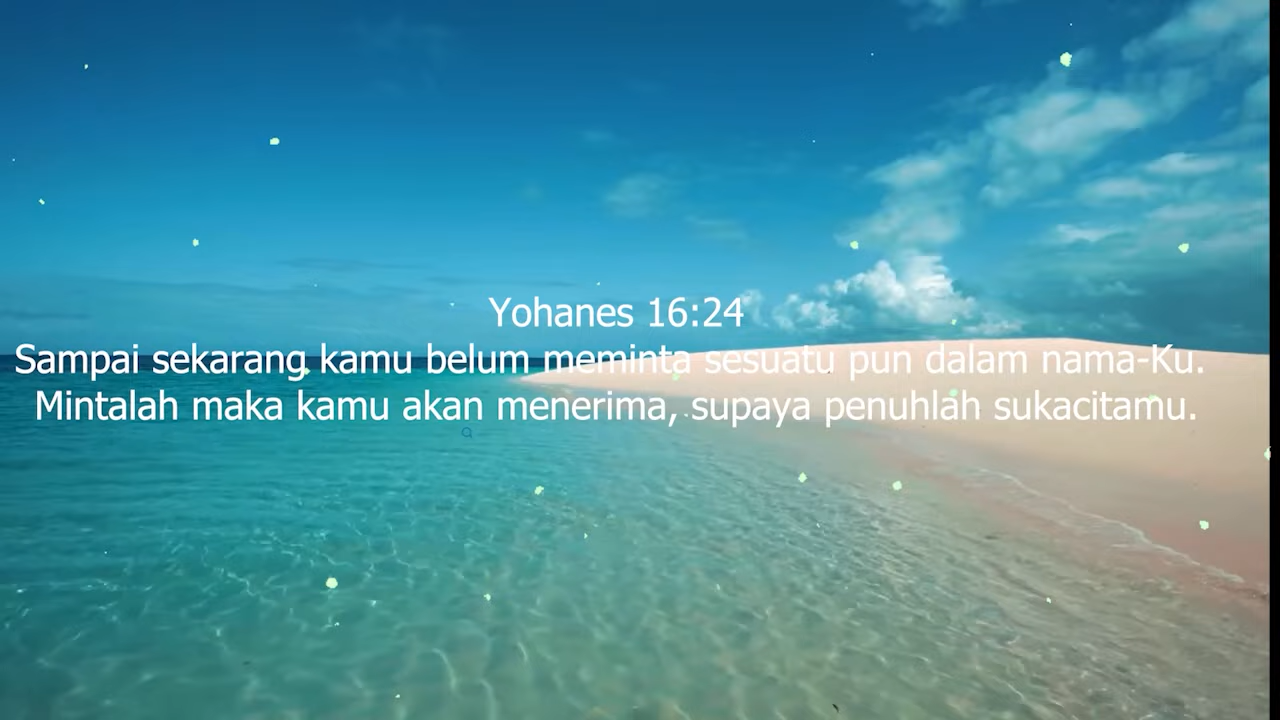 Yohanes 16:24
Sampai sekarang kamu belum meminta sesuatu pun dalam nama-Ku.
Mintalah maka kamu akan menerima, supaya penuhlah sukacitamu.